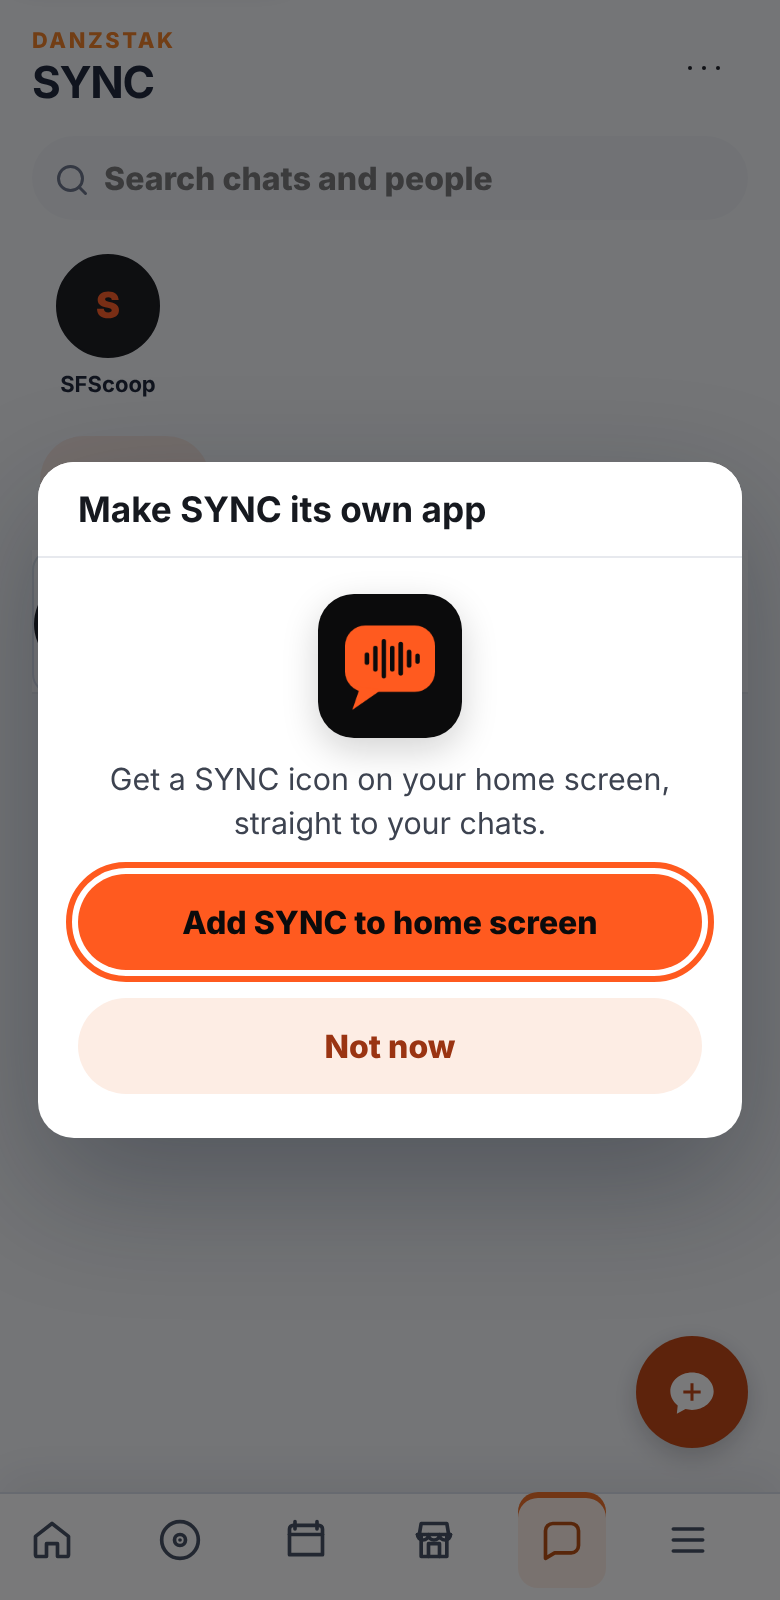 DANZSTAK
SYNC
...
Search chats and people
S
SFScoop
Make SYNC its own app
Get a SYNC icon on your home screen,
straight to your chats.
Add SYNC to home screen
Not now